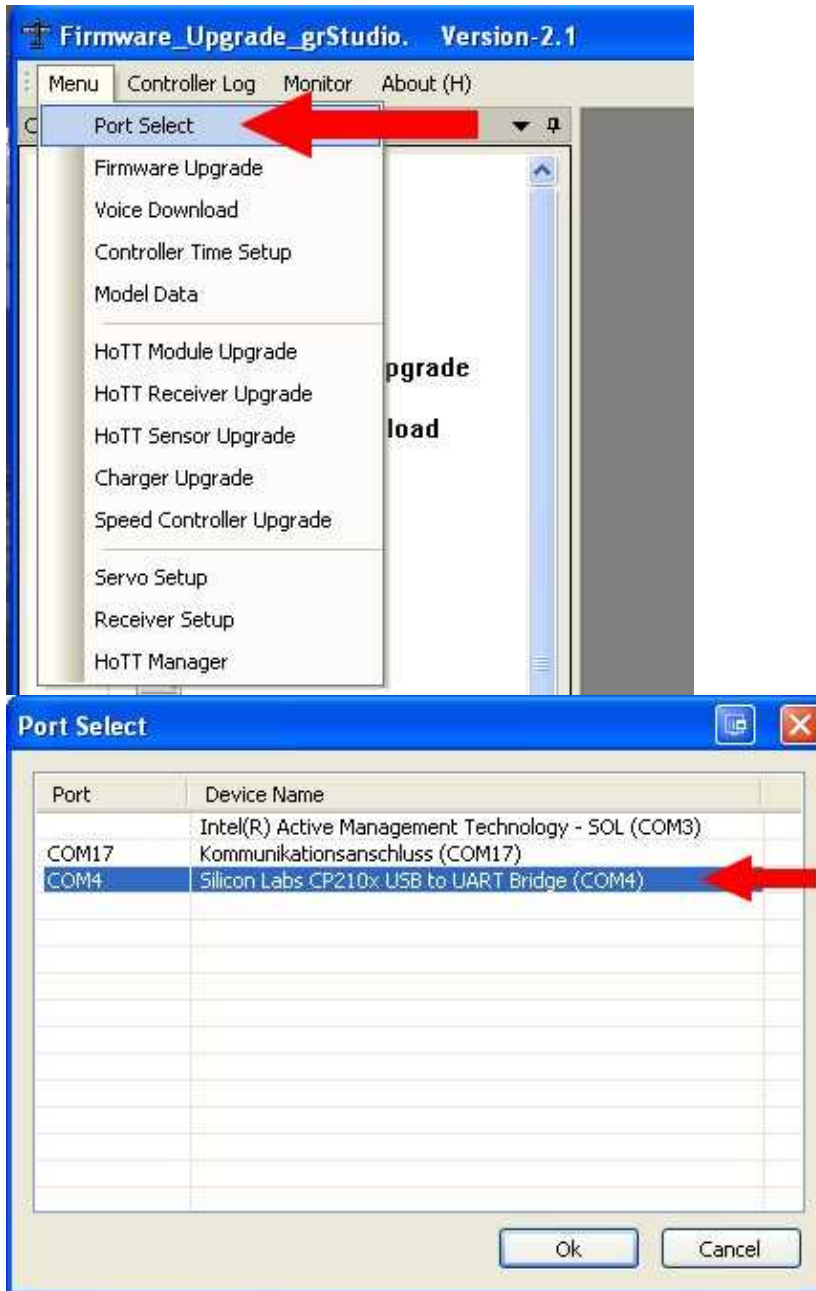 Firmware_Upgrade_grStudio. Version-2.1
Menu Controller Log Monitor About (H)
Port Select
Firmware Upgrade
Voice Download
Controller Time Setup
Model Data
HoTT Module Upgrade
pgrade
HoTT Receiver Upgrade
HoTT Sensor Upgrade
load
Charger Upgrade
Speed Controller Upgrade
Servo Setup
Receiver Setup
HoTT Manager
Port Select
Port Device Name
Intel(R) Active Management Technology - SOL (COM3)
COM17 Kommunikationsanschluss (COM17)
COM4 Silicon Labs CP210x USB to UART Bridge (COM4)
Ok Cancel